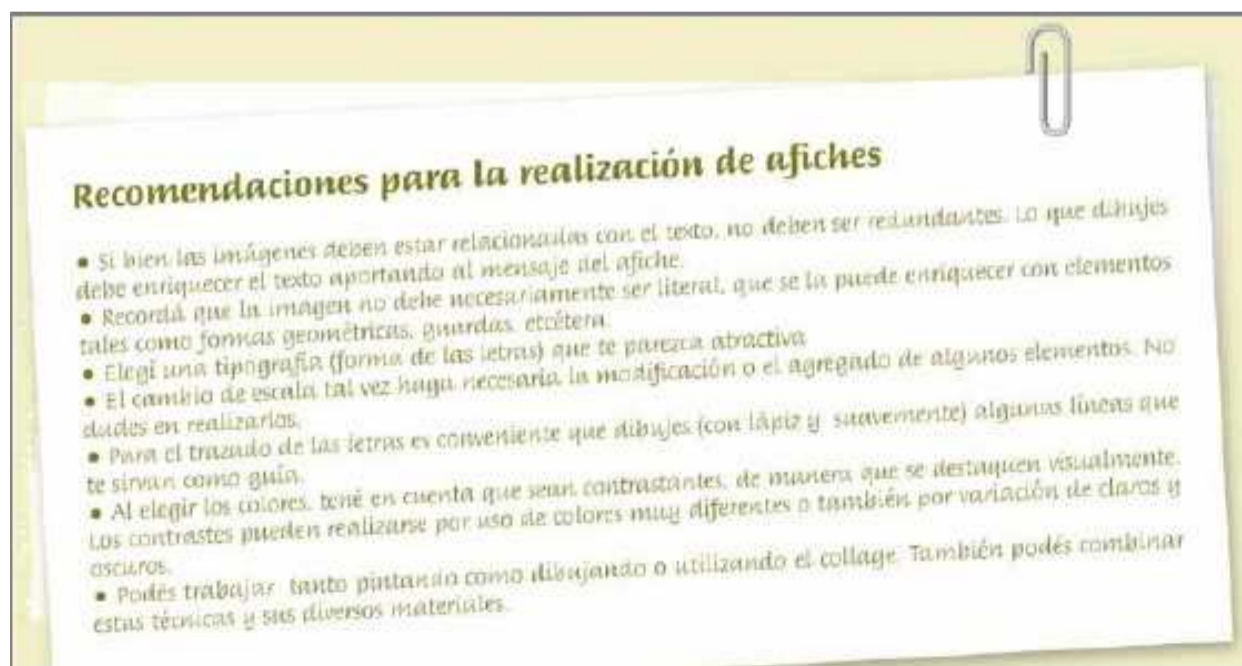 Recomendaciones para la realización de afiches
• Si bien las imágenes deben estar relacionadas con el texto, no deben ser redundantes. Lo que dibujes
debe enriquecer el texto aportando al mensaje del afiche.
• Recordá que la imagen no debe necesariamente ser literal, que se la puede enriquecer con elementos
tales como formas geométricas, guardas, etcétera.
• Elegí una tipografía (forma de las letras) que te parezca atractiva
• El cambio de escala tal vez haga necesaria la modificación o el agregado de algunos elementos. No
dudes en realizarlos.
• Para el trazado de las letras es conveniente que dibujes (con lápiz y suavemente) algunas líneas que
te sirvan como guía.
• Al elegir los colores, tené en cuenta que sean contrastantes, de manera que se destaquen visualmente.
Los contrastes pueden realizarse por uso de colores muy diferentes o también por variación de claros y
oscuros.
• Podés trabajar tanto pintando como dibujando o utilizando el collage. También podés combinar
estas técnicas y sus diversos materiales.